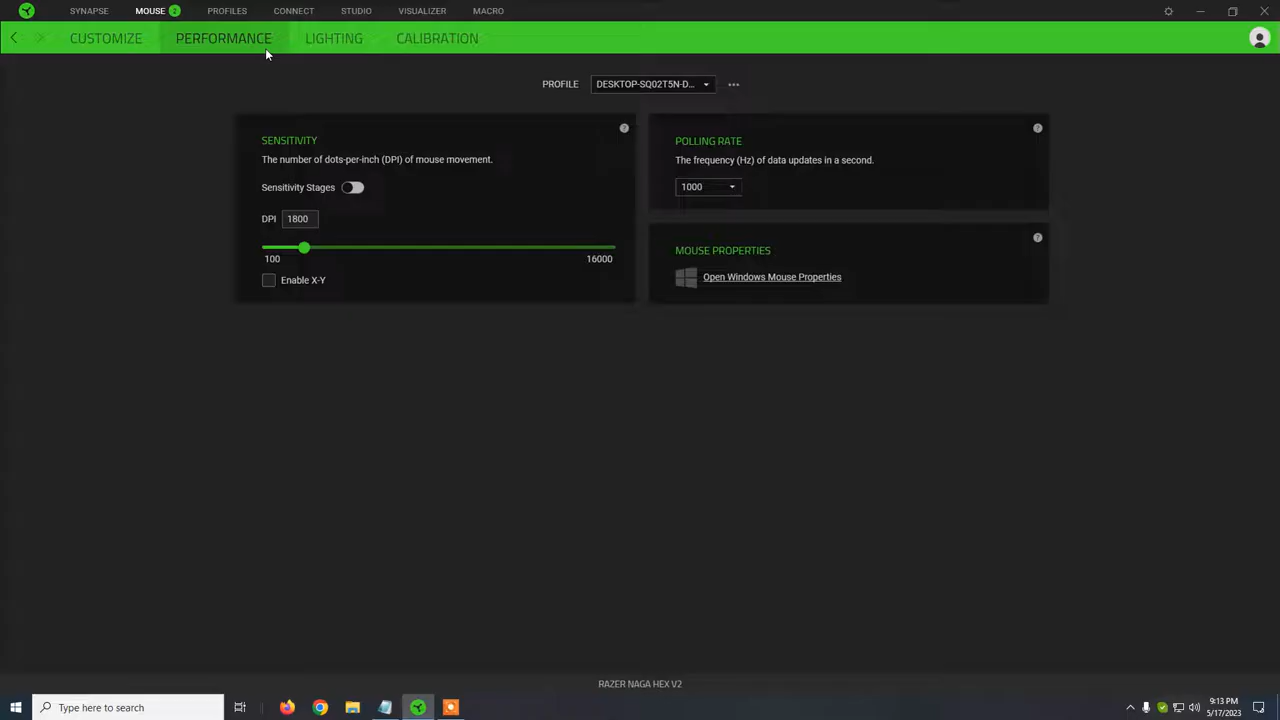 SYNAPSE MOUSE 2 PROFILES CONNECT STUDIO VISUALIZER MACRO
CUSTOMIZE PERFORMANCE LIGHTING CALIBRATION
PROFILE DESKTOP-SQ02T5N-D...
SENSITIVITY
The number of dots-per-inch (DPI) of mouse movement.
Sensitivity Stages
DPI 1800
100 16000
Enable X-Y
POLLING RATE
The frequency (Hz) of data updates in a second.
1000
MOUSE PROPERTIES
Open Windows Mouse Properties
RAZER NAGA HEX V2
Type here to search
9:13 PM
5/17/2023